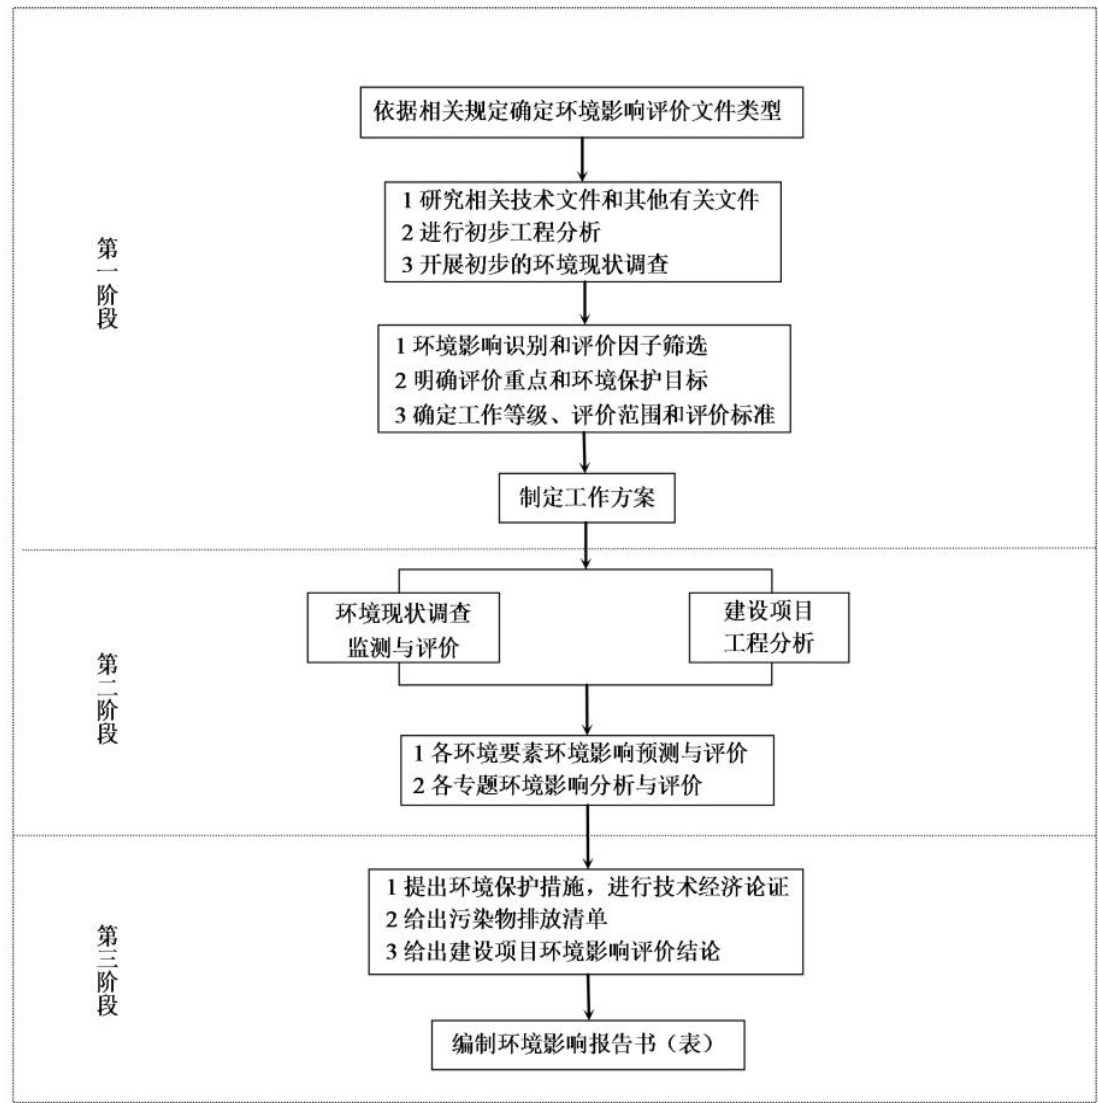 依据相关规定确定环境影响评价文件类型
1 研究相关技术文件和其他有关文件
2 进行初步工程分析
3 开展初步的环境现状调查
第一阶段
1 环境影响识别和评价因子筛选
2 明确评价重点和环境保护目标
3 确定工作等级、评价范围和评价标准
制定工作方案
环境现状调查
监测与评价
建设项目
工程分析
第二阶段
1 各环境要素环境影响预测与评价
2 各专题环境影响分析与评价
1 提出环境保护措施，进行技术经济论证
2 给出污染物排放清单
3 给出建设项目环境影响评价结论
第三阶段
编制环境影响报告书（表）